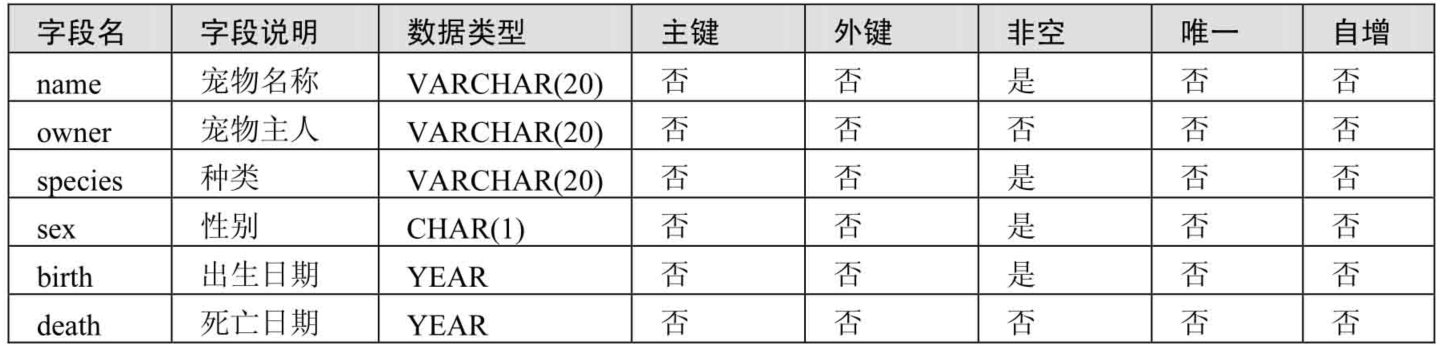 字段名 字段说明 数据类型 主键 外键 非空 唯一 自增
name 宠物名称 VARCHAR(20) 否 否 是 否 否
owner 宠物主人 VARCHAR(20) 否 否 否 否 否
species 种类 VARCHAR(20) 否 否 是 否 否
sex 性别 CHAR(1) 否 否 是 否 否
birth 出生日期 YEAR 否 否 是 否 否
death 死亡日期 YEAR 否 否 否 否 否